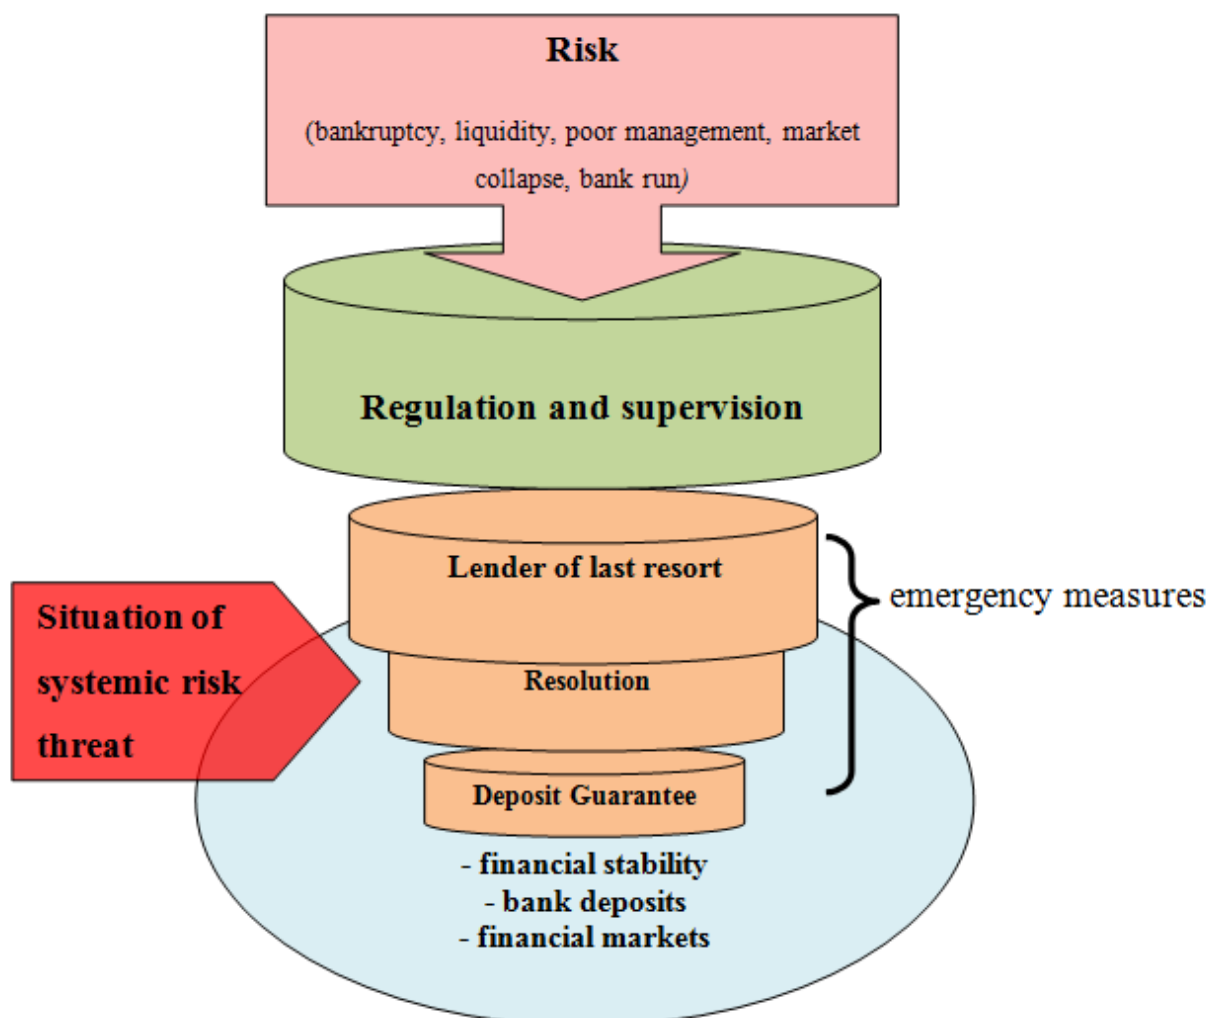 Risk
(bankruptcy, liquidity, poor management, market
collapse, bank run)
Regulation and supervision
Lender of last resort
emergency measures
Situation of
systemic risk
threat
Resolution
Deposit Guarantee
- financial stability
- bank deposits
- financial markets